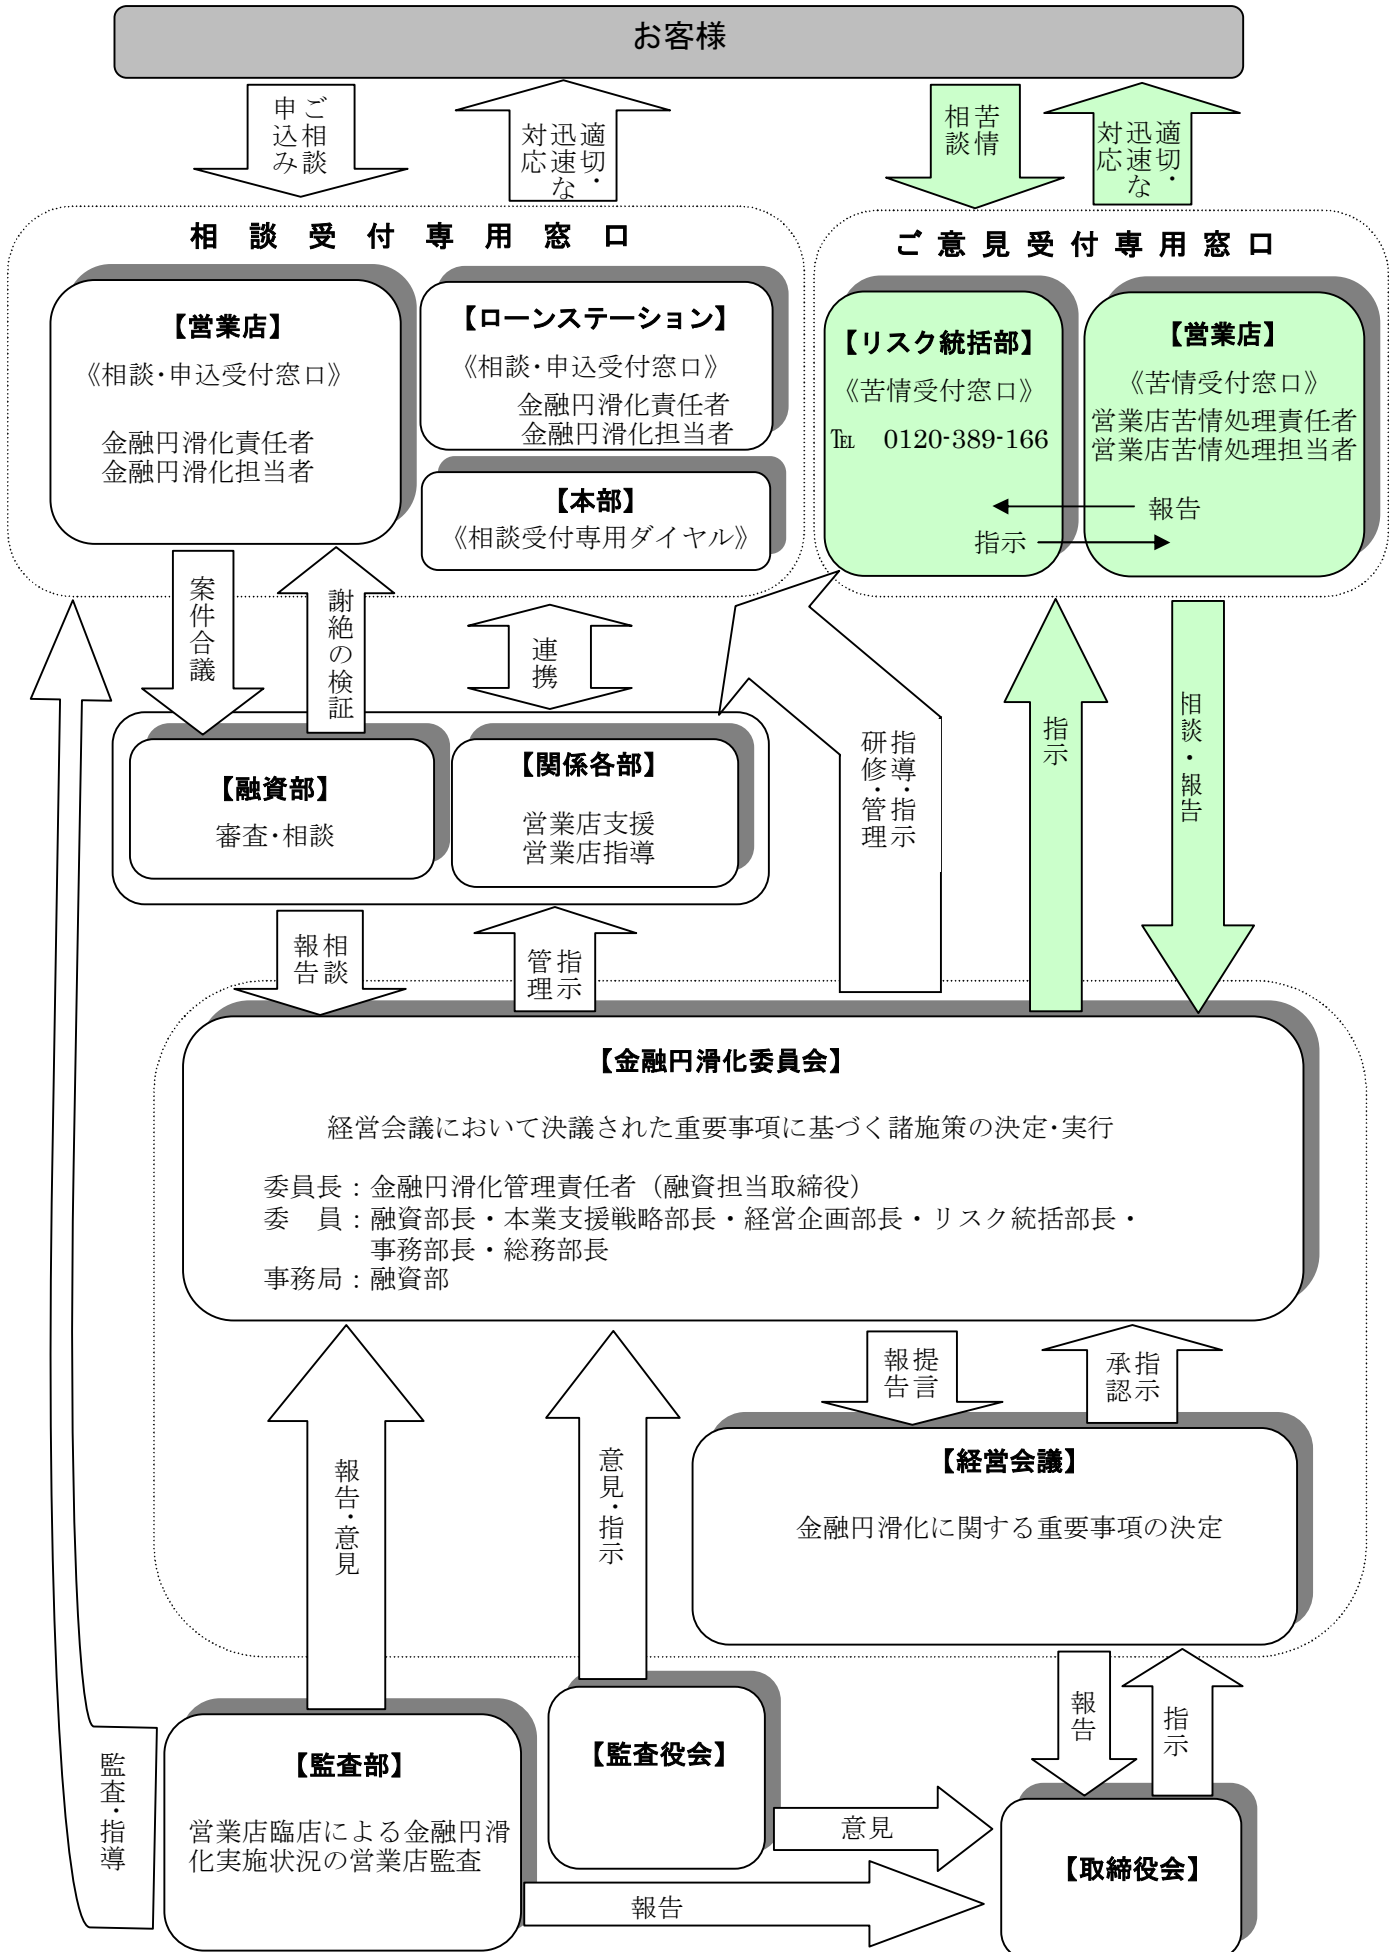 お客様
ご相談
申込み
適切・
迅速な
対応
苦情
相談
適切・
迅速な
対応
相談受付専用窓口
【営業店】
《相談・申込受付窓口》
金融円滑化責任者
金融円滑化担当者
【ローンステーション】
《相談・申込受付窓口》
金融円滑化責任者
金融円滑化担当者
【本部】
《相談受付専用ダイヤル》
ご意見受付専用窓口
【リスク統括部】
《苦情受付窓口》
℡ 0120-389-166
【営業店】
《苦情受付窓口》
営業店苦情処理責任者
営業店苦情処理担当者
報告
指示
案件合議
謝絶の検証
連携
【融資部】
審査・相談
【関係各部】
営業店支援
営業店指導
指導・指示
研修・管理
指示
相談・報告
相談
報告
指示
管理
【金融円滑化委員会】
経営会議において決議された重要事項に基づく諸施策の決定・実行
委員長：金融円滑化管理責任者（融資担当取締役）
委　員：融資部長・本業支援戦略部長・経営企画部長・リスク統括部長・
事務部長・総務部長
事務局：融資部
報告・意見
意見・指示
提言
報告
指示
承認
【経営会議】
金融円滑化に関する重要事項の決定
報告
指示
監査・指導
【監査部】
営業店臨店による金融円滑
化実施状況の営業店監査
【監査役会】
意見
報告
【取締役会】